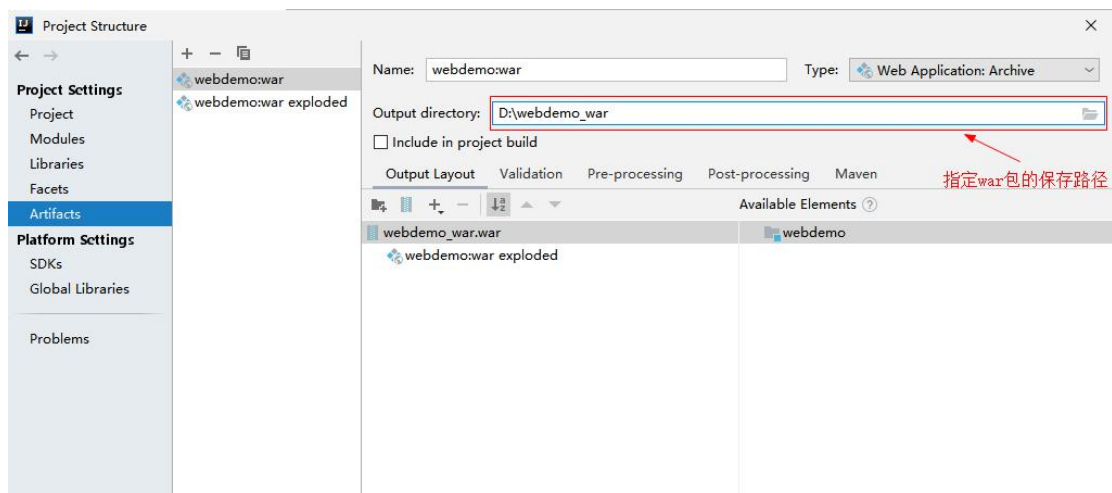 Project Structure
Project Settings
Project
Modules
Libraries
Facets
Artifacts
Platform Settings
SDKs
Global Libraries
Problems
webdemo:war
webdemo:war exploded
Name: webdemo:war Type: Web Application: Archive
Output directory: D:\webdemo_war
Include in project build
指定war包的保存路径
Output Layout Validation Pre-processing Post-processing Maven
Available Elements ?
webdemo_war.war
webdemo:war exploded
webdemo